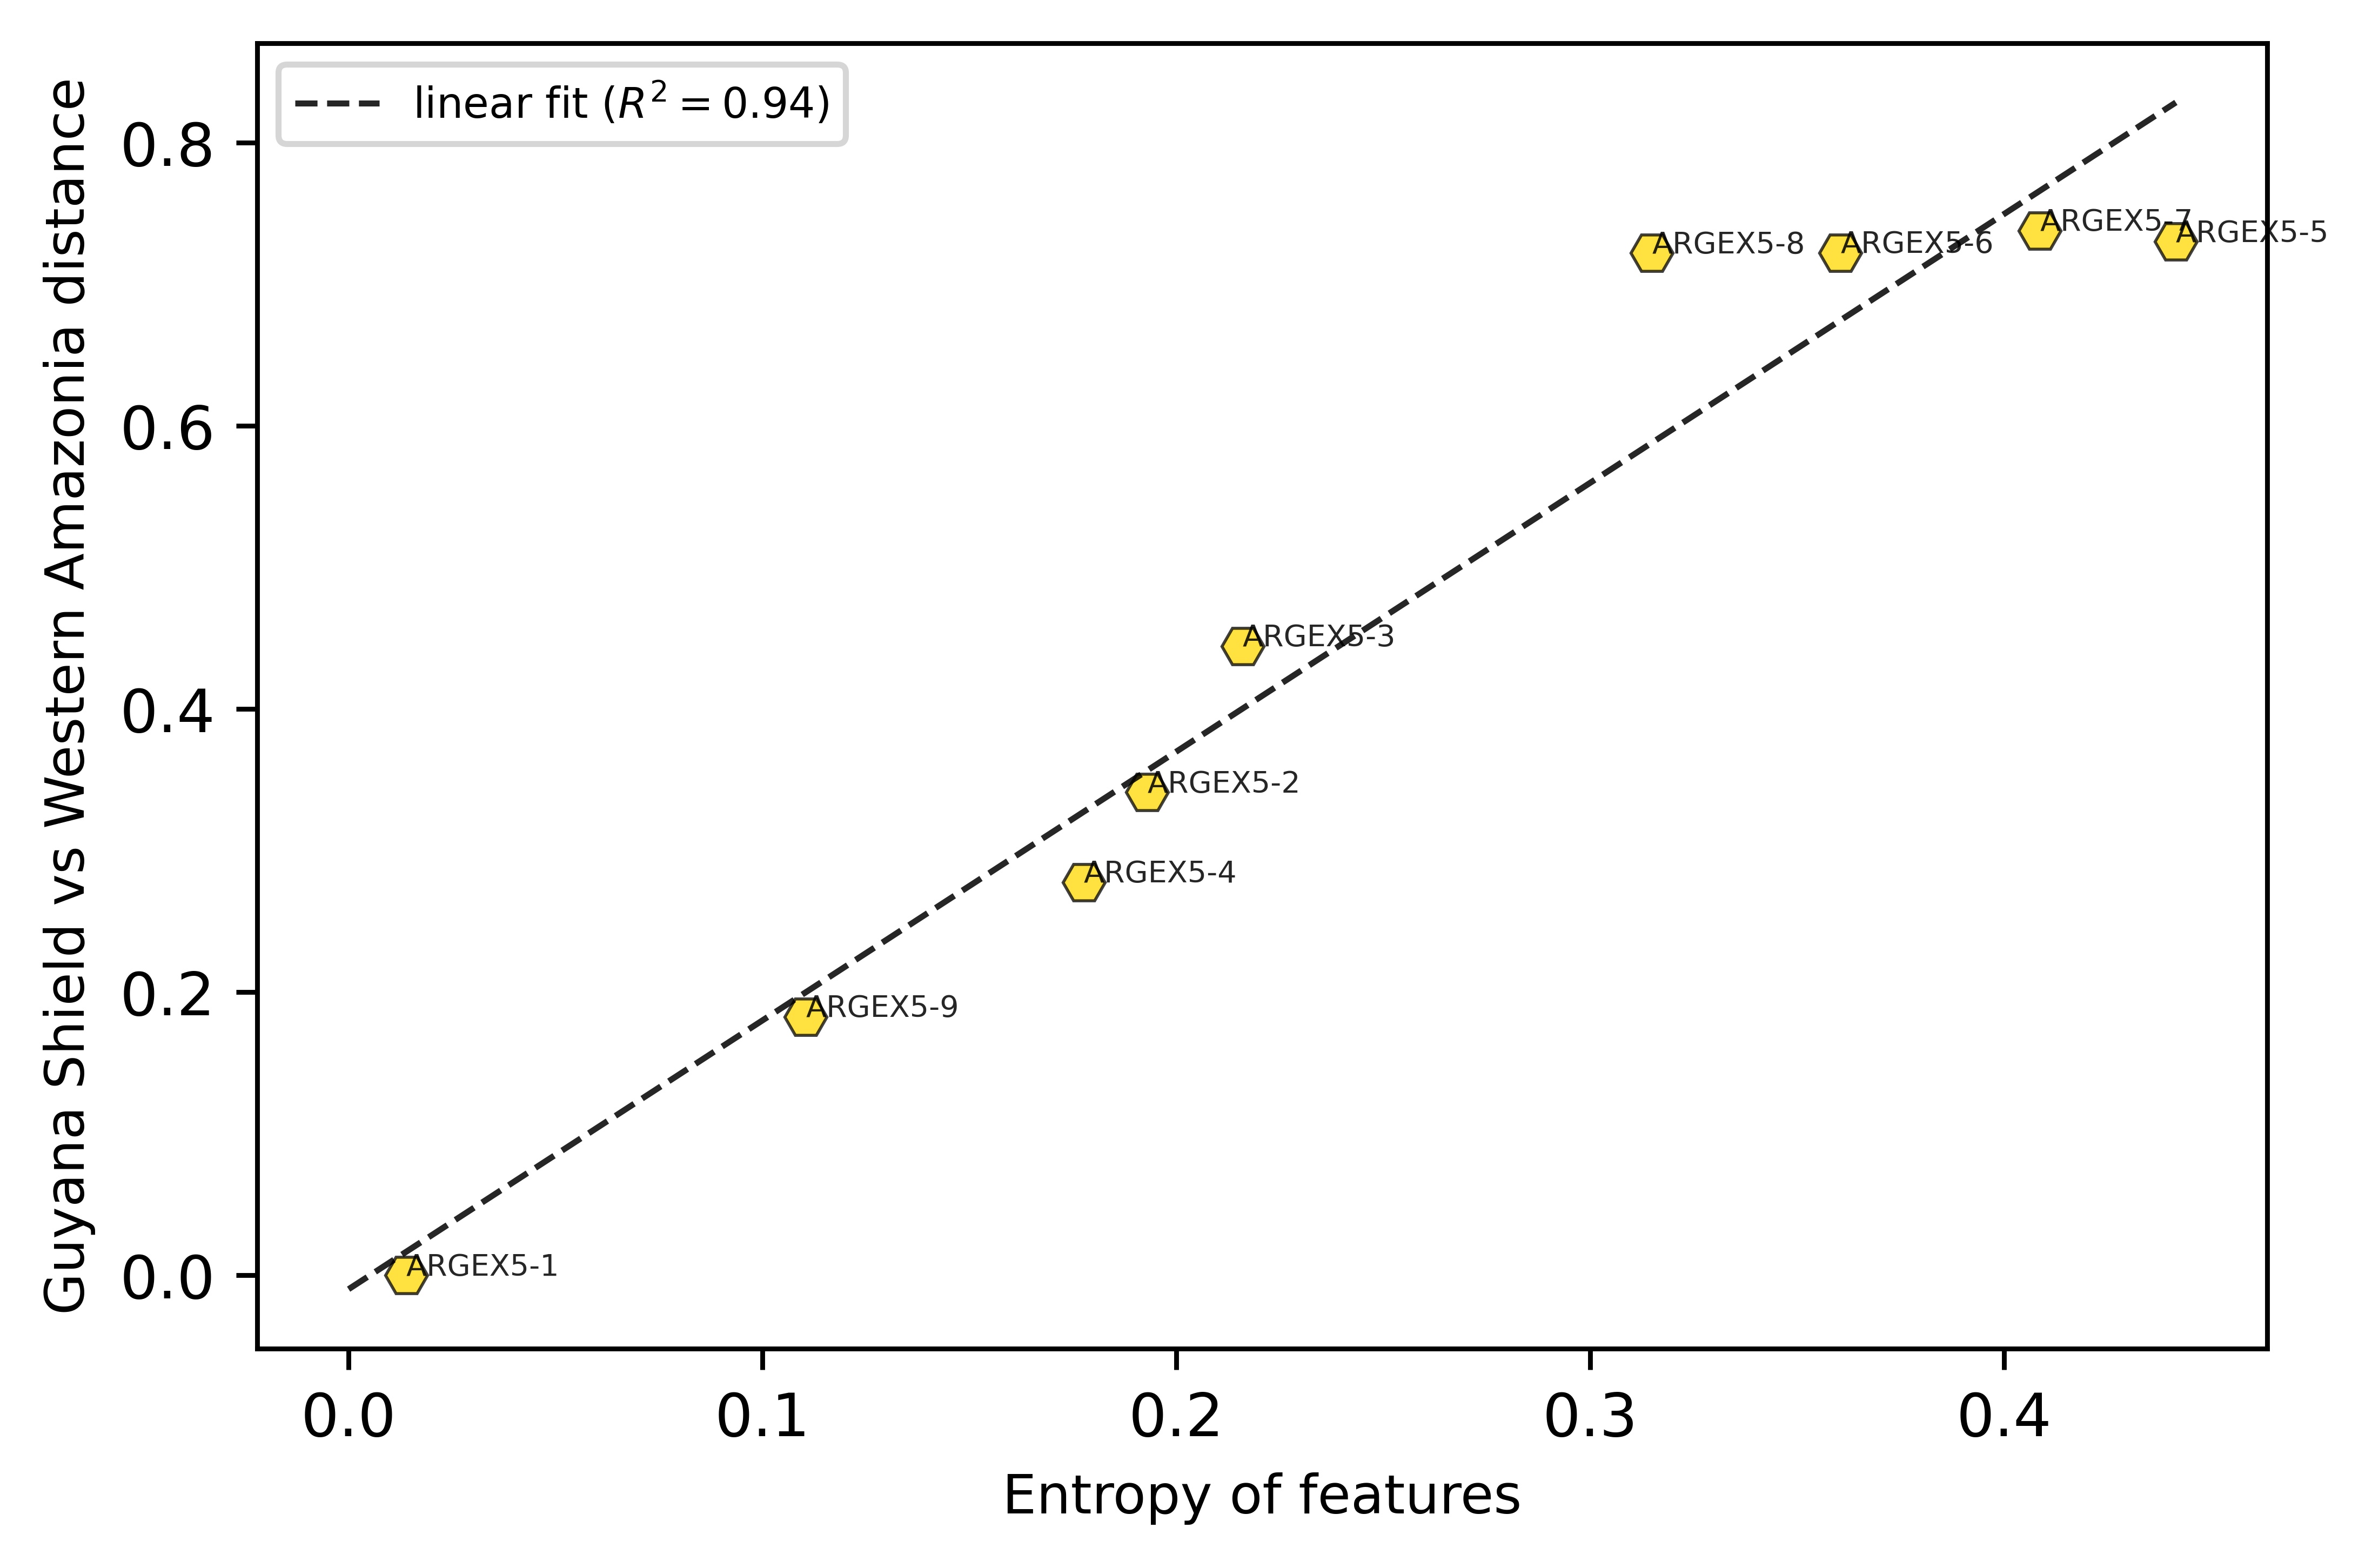 linear fit (R² = 0.94)
Guyana Shield vs Western Amazonia distance
0.8
0.6
0.4
0.2
0.0
ARGEX5-7
ARGEX5-5
ARGEX5-8
ARGEX5-6
ARGEX5-3
ARGEX5-2
ARGEX5-4
ARGEX5-9
ARGEX5-1
0.0 0.1 0.2 0.3 0.4
Entropy of features